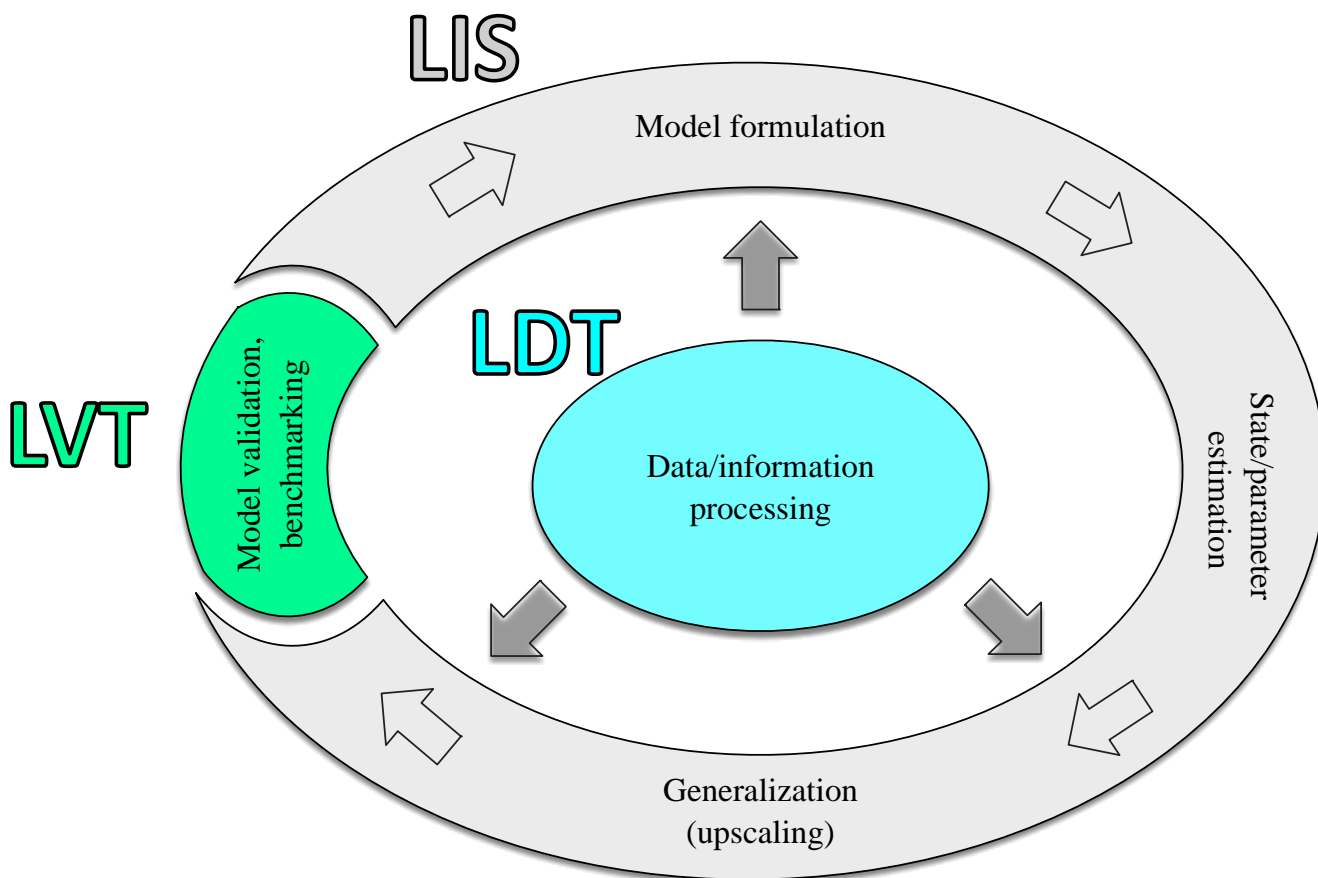 LIS
Model formulation
LDT
LVT
Model validation,
benchmarking
Data/information
processing
State/parameter
estimation
Generalization
(upscaling)